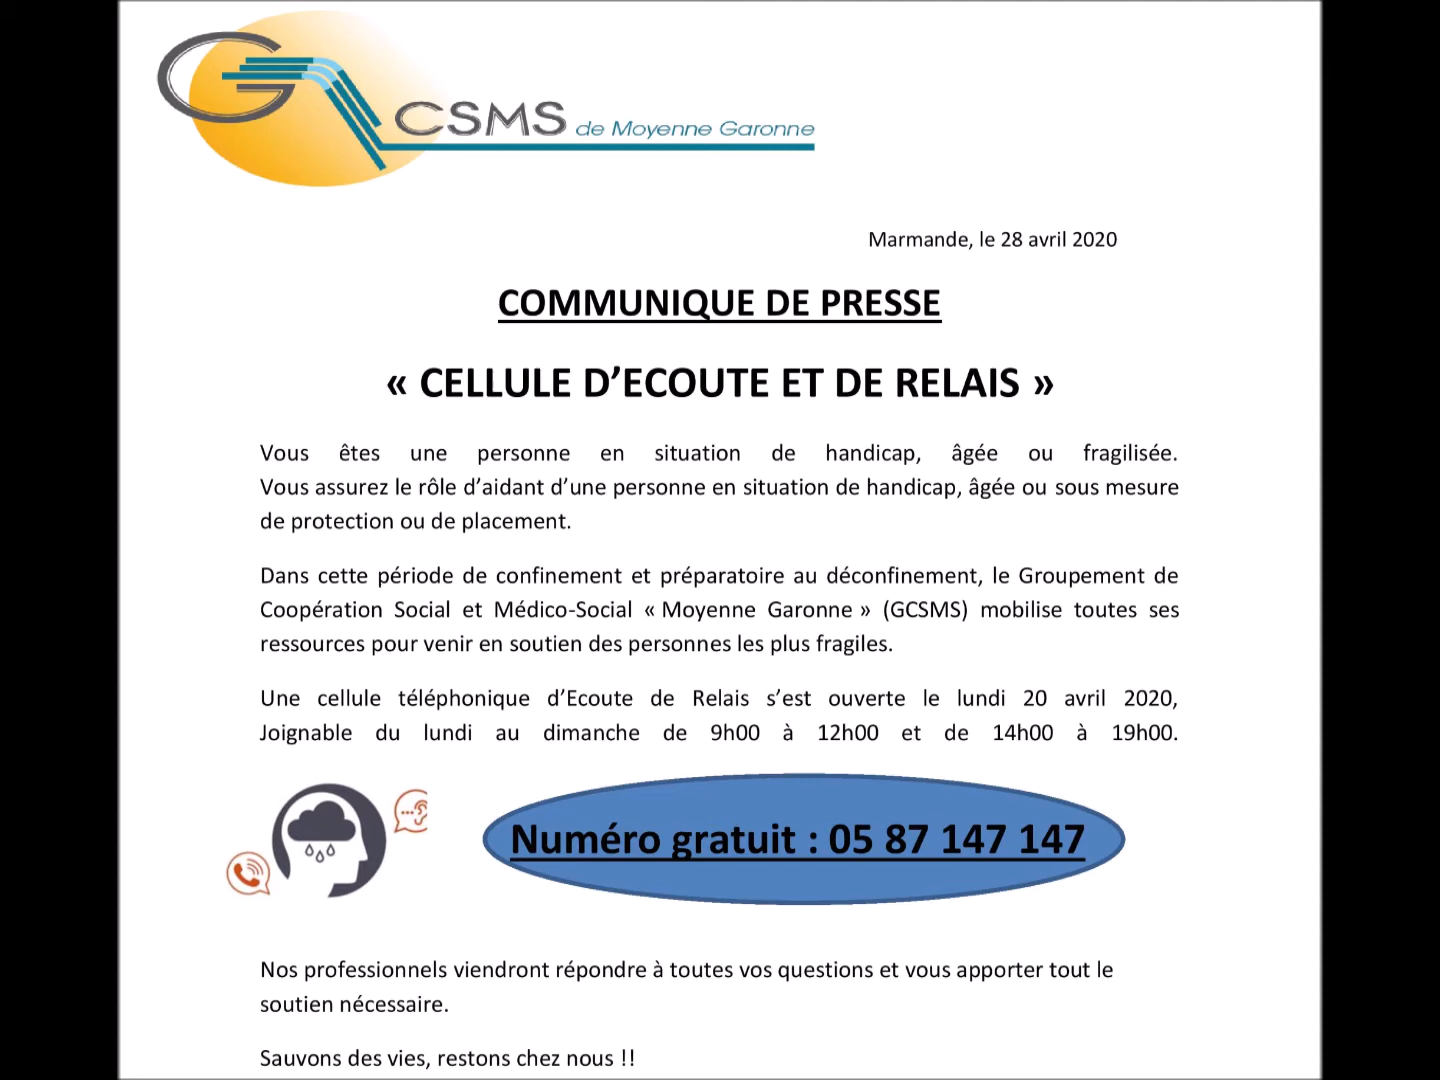 GCSMS de Moyenne Garonne
Marmande, le 28 avril 2020
COMMUNIQUE DE PRESSE
« CELLULE D’ECOUTE ET DE RELAIS »
Vous êtes une personne en situation de handicap, âgée ou fragilisée.
Vous assurez le rôle d’aidant d’une personne en situation de handicap, âgée ou sous mesure
de protection ou de placement.
Dans cette période de confinement et préparatoire au déconfinement, le Groupement de
Coopération Social et Médico-Social « Moyenne Garonne » (GCSMS) mobilise toutes ses
ressources pour venir en soutien des personnes les plus fragiles.
Une cellule téléphonique d’Ecoute de Relais s’est ouverte le lundi 20 avril 2020,
Joignable du lundi au dimanche de 9h00 à 12h00 et de 14h00 à 19h00.
Numéro gratuit : 05 87 147 147
Nos professionnels viendront répondre à toutes vos questions et vous apporter tout le
soutien nécessaire.
Sauvons des vies, restons chez nous !!